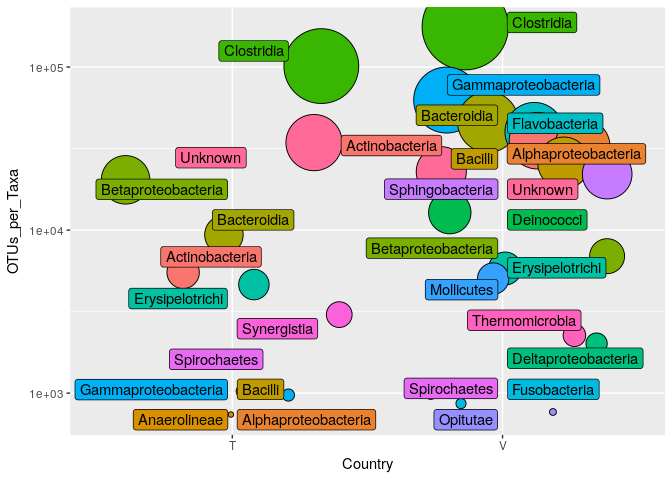 Clostridia
Clostridia
1e+05
Gammaproteobacteria
Bacteroidia
Flavobacteria
Actinobacteria
Alphaproteobacteria
Unknown
Bacilli
Betaproteobacteria
Sphingobacteria
Unknown
Bacteroidia
Deinococci
OTUs_per_Taxa
1e+04
Betaproteobacteria
Actinobacteria
Erysipelotrichi
Mollicutes
Erysipelotrichi
Thermomicrobia
Synergistia
Spirochaetes
Deltaproteobacteria
Gammaproteobacteria
Bacilli
Spirochaetes
Fusobacteria
1e+03
Anaerolineae
Alphaproteobacteria
Opitutae
T
V
Country